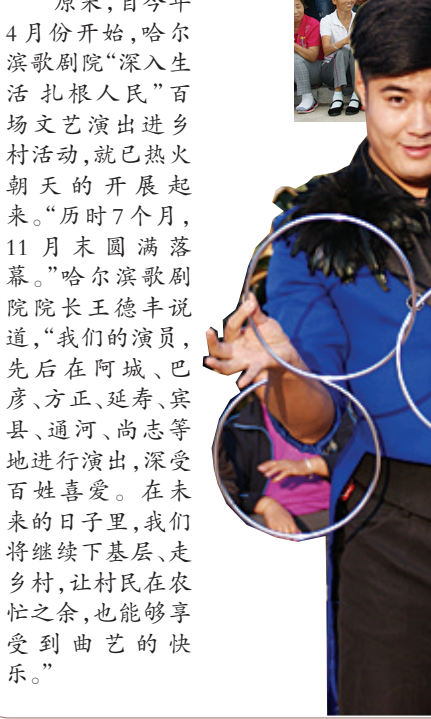 原来,自今年
4月份开始,哈尔
滨歌剧院“深入生
活 扎根人民”百
场文艺演出进乡
村活动,就已热火
朝天的开展起
来。“历时7个月,
11月末圆满落
幕。”哈尔滨歌剧
院院长王德丰说
道,“我们的演员,
先后在阿城、巴
彦、方正、延寿、宾
县、通河、尚志等
地进行演出,深受
百姓喜爱。在未
来的日子里,我们
将继续下基层、走
乡村,让村民在农
忙之余,也能够享
受到曲艺的快
乐。”